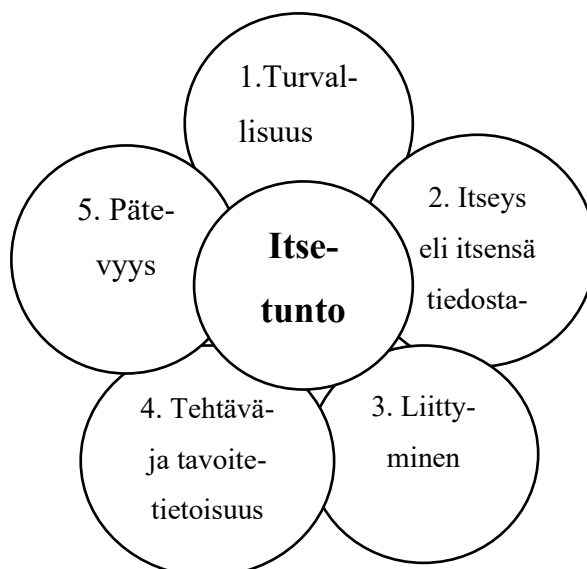 1.Turval-
lisuus
2. Itseys
eli itsensä
tiedosta-
3. Liitty-
minen
4. Tehtävä-
ja tavoite-
tietoisuus
5. Päte-
vyys
Itse-
tunto